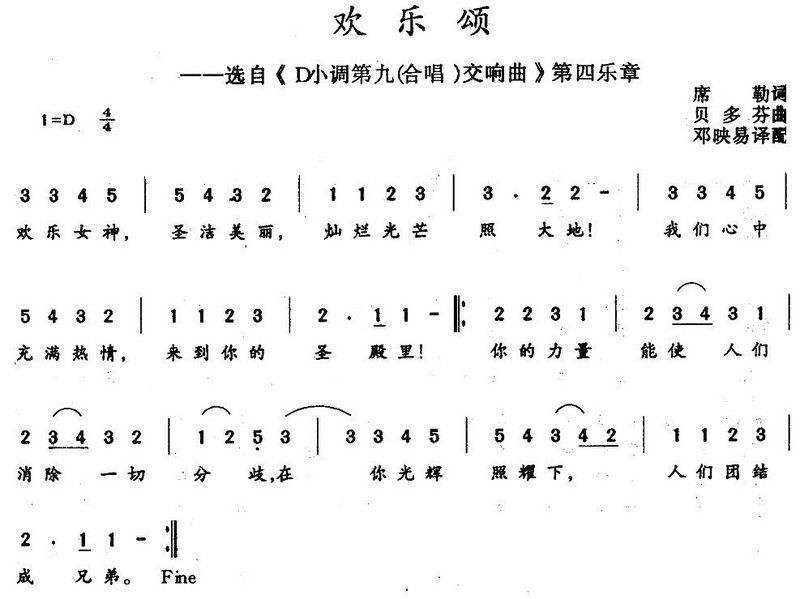 欢乐颂
——选自《D小调第九(合唱)交响曲》第四乐章
席勒词
1=D 4/4 贝多芬曲
邓映易译配
3 3 4 5 | 5 4 3 2 | 1 1 2 3 | 3 . 2 2 - | 3 3 4 5 |
欢乐女神, 圣洁美丽, 灿烂光芒 照大地! 我们心中
5 4 3 2 | 1 1 2 3 | 2 . 1 1 - |: 2 2 3 1 | 2 3 4 3 1 |
充满热情, 来到你的 圣殿里! 你的力量 能使人们
2 3 4 3 2 | 1 2 5 3 | 3 3 4 5 | 5 4 3 4 2 | 1 1 2 3 |
消除一切 分歧,在 你光辉 照耀下, 人们团结
2 . 1 1 - :|
成兄弟。 Fine